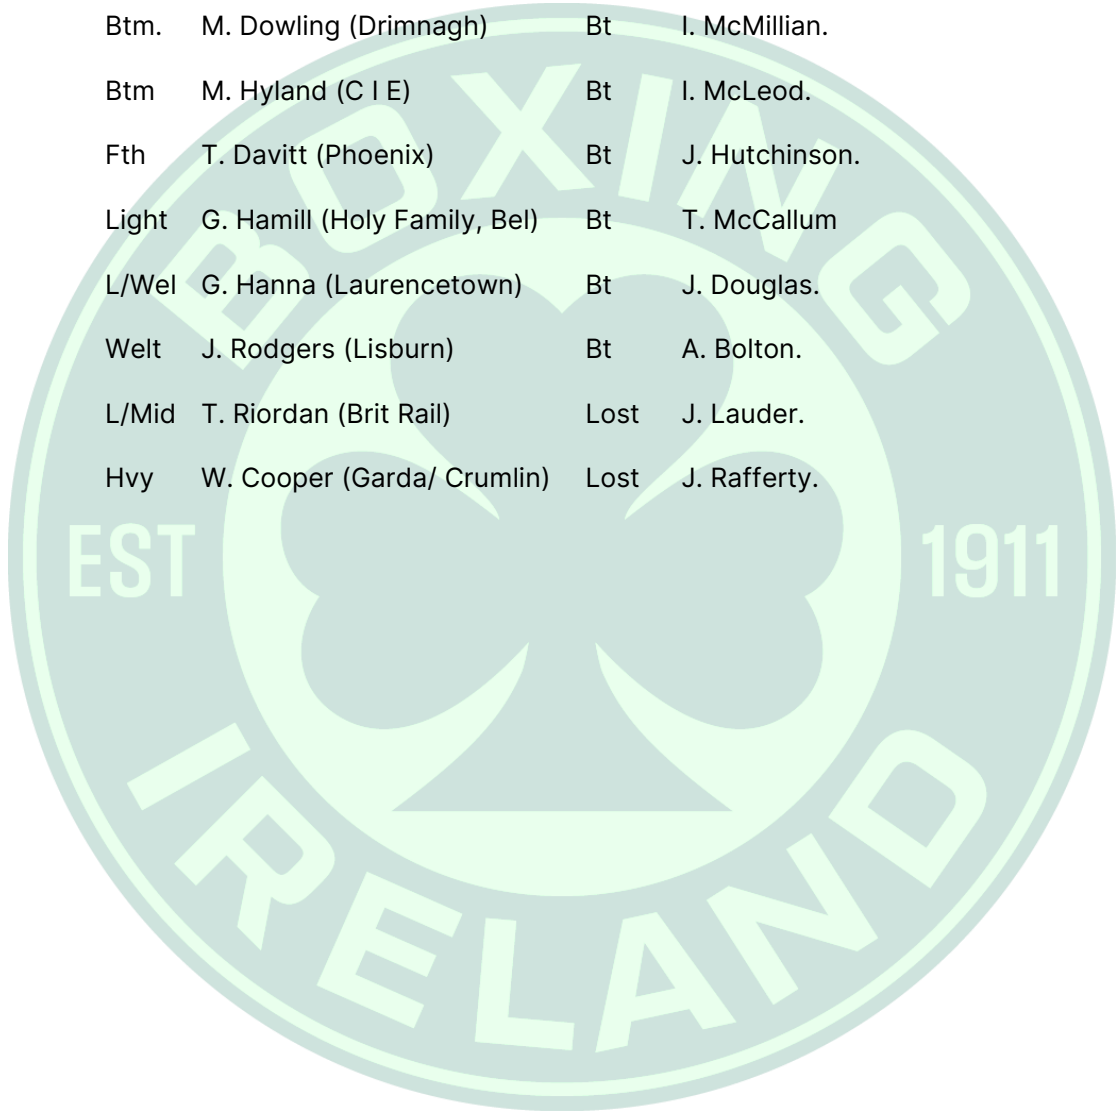 Btm. M. Dowling (Drimnagh) Bt I. McMillian.
Btm M. Hyland (C I E) Bt I. McLeod.
Fth T. Davitt (Phoenix) Bt J. Hutchinson.
Light G. Hamill (Holy Family, Bel) Bt T. McCallum
L/Wel G. Hanna (Laurencetown) Bt J. Douglas.
Welt J. Rodgers (Lisburn) Bt A. Bolton.
L/Mid T. Riordan (Brit Rail) Lost J. Lauder.
Hvy W. Cooper (Garda/ Crumlin) Lost J. Rafferty.
BOXING
EST 1911
IRELAND